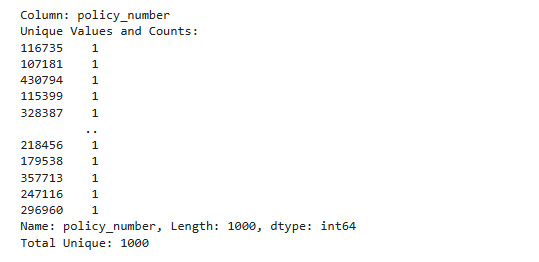 Column: policy_number
Unique Values and Counts:
116735    1
107181    1
430794    1
115399    1
328387    1
         ..
218456    1
179538    1
357713    1
247116    1
296960    1
Name: policy_number, Length: 1000, dtype: int64
Total Unique: 1000